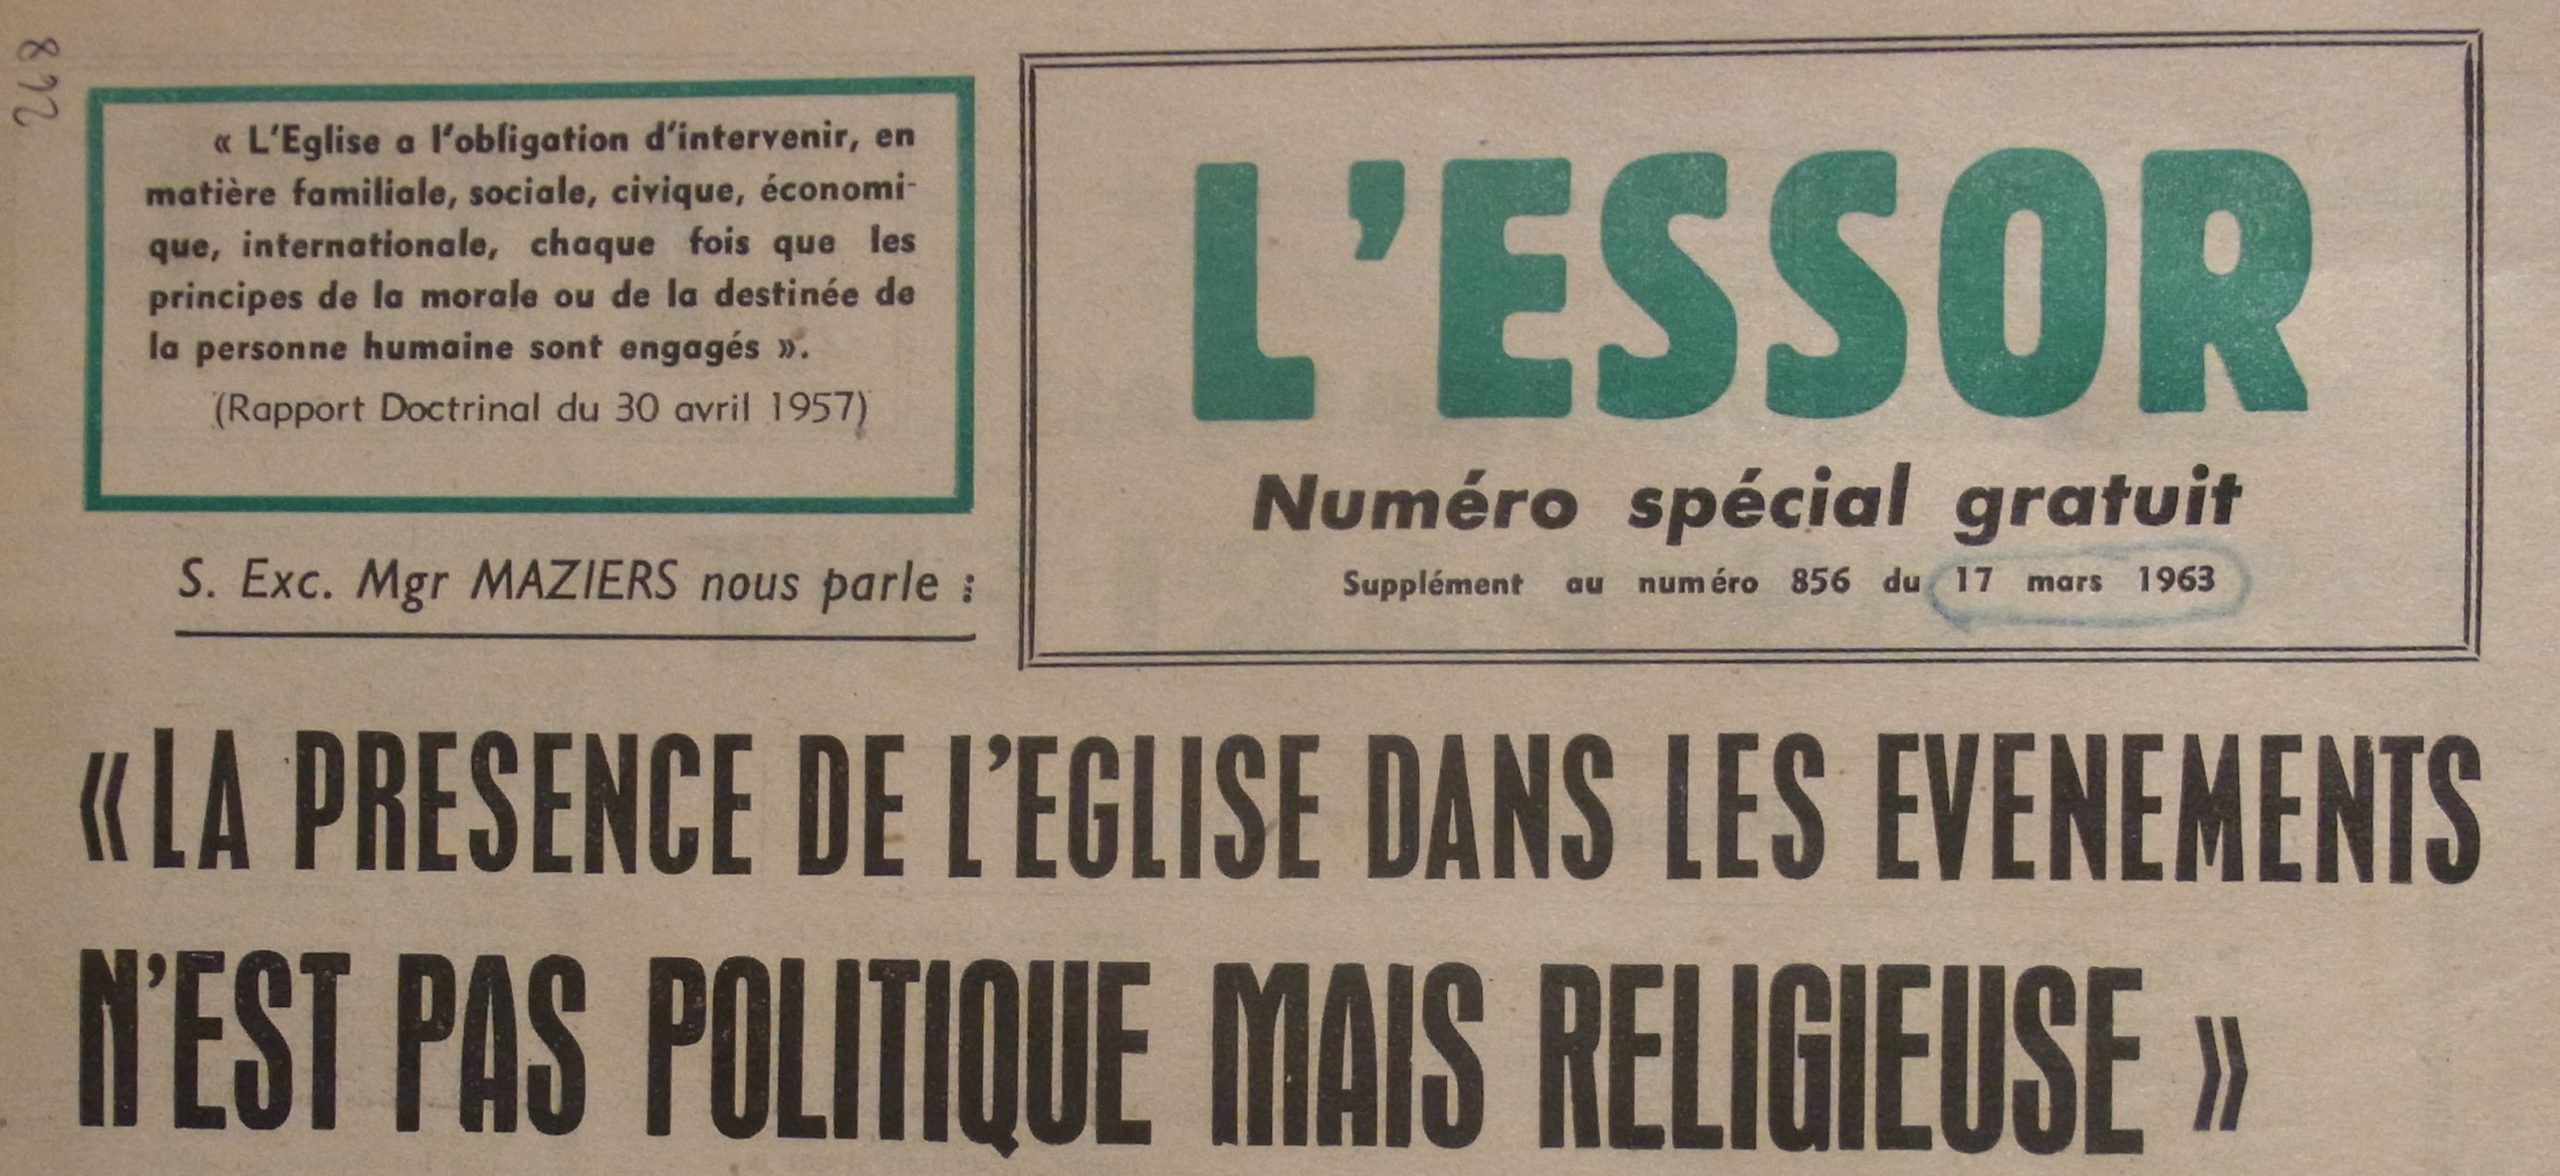 268
« L'Eglise a l'obligation d'intervenir, en
matière familiale, sociale, civique, économi-
que, internationale, chaque fois que les
principes de la morale ou de la destinée de
la personne humaine sont engagés ».
(Rapport Doctrinal du 30 avril 1957)
S. Exc. Mgr MAZIERS nous parle :
L'ESSOR
Numéro spécial gratuit
Supplément au numéro 856 du 17 mars 1963
« LA PRESENCE DE L'EGLISE DANS LES EVENEMENTS
N'EST PAS POLITIQUE MAIS RELIGIEUSE »